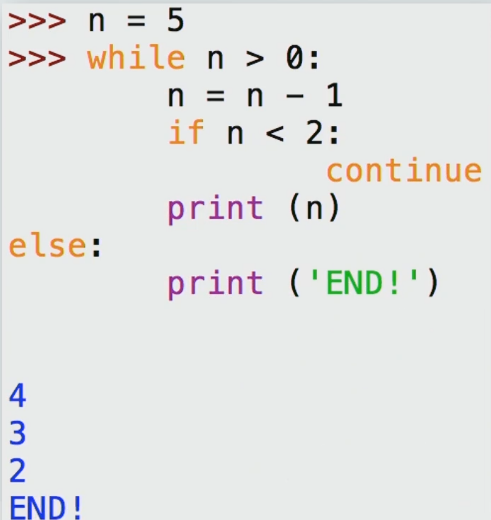 >>> n = 5
>>> while n > 0:
        n = n - 1
        if n < 2:
                continue
        print (n)
else:
        print ('END!')
4
3
2
END!